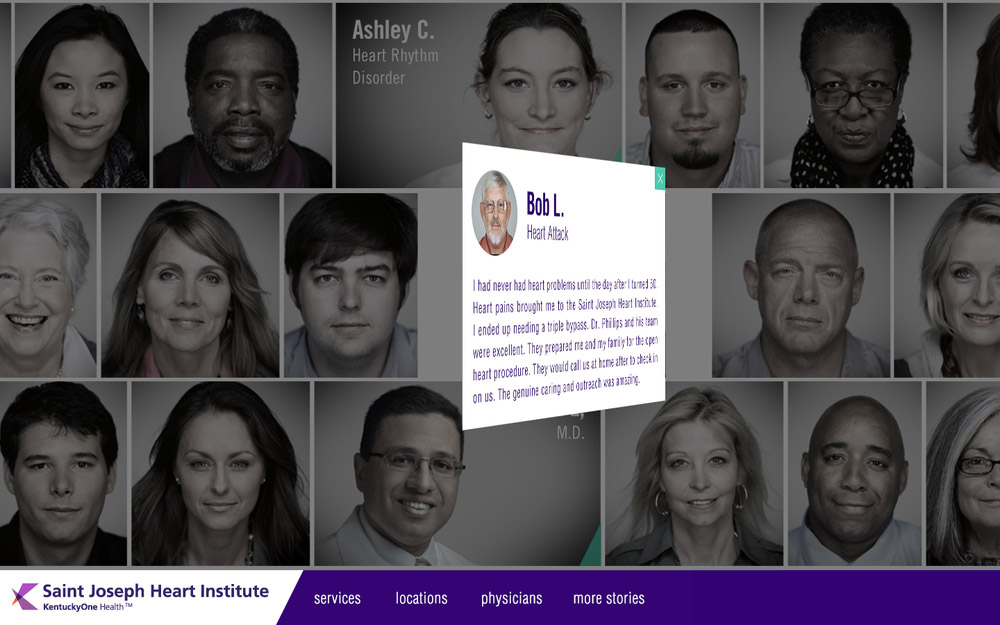 Ashley C.
Heart Rhythm
Disorder
X
Bob L.
Heart Attack
I had never had heart problems until the day after I turned 50.
Heart pains brought me to the Saint Joseph Heart Institute.
I ended up needing a triple bypass. Dr. Phillips and his team
were excellent. They prepared me and my family for the open
heart procedure. They would call us at home after to check in
on us. The genuine caring and outreach was amazing.
M.D.
Saint Joseph Heart Institute
KentuckyOne Health™
services
locations
physicians
more stories